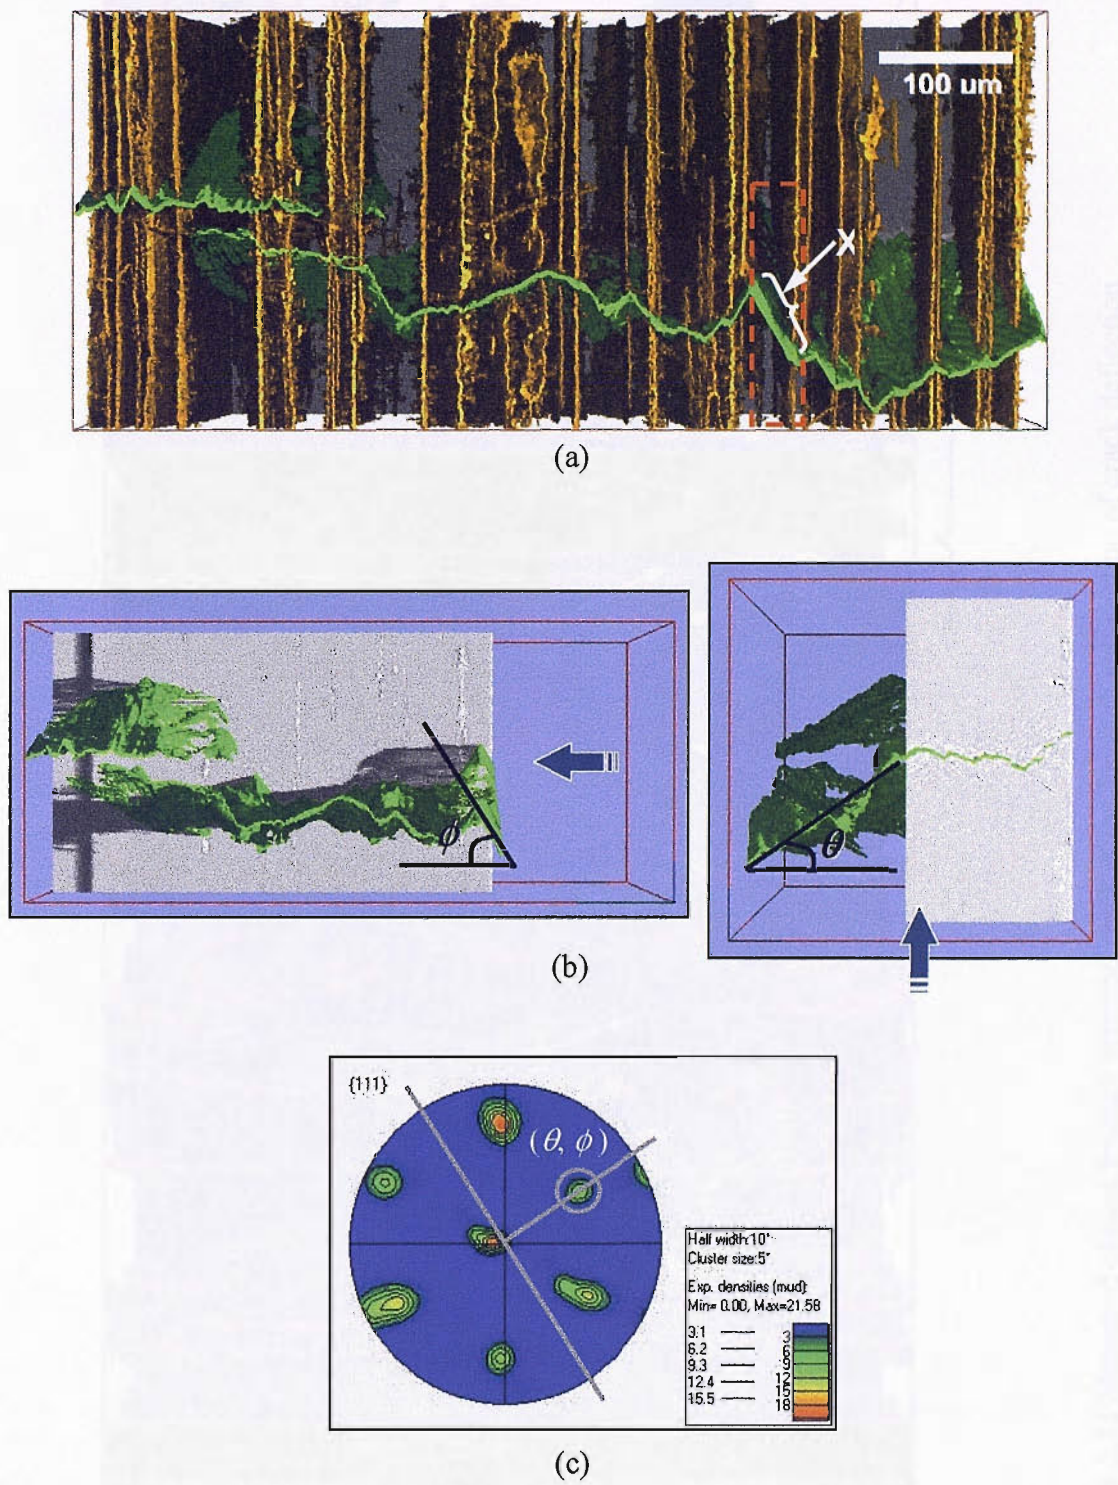 100 um
X
(a)
ϕ
θ
(b)
{111}
(θ, ϕ)
Half width:10°
Cluster size:5°
Exp. densities (mud):
Min= 0.00, Max=21.58
3.1
6.2
9.3
12.4
15.5
3
6
9
12
15
18
(c)